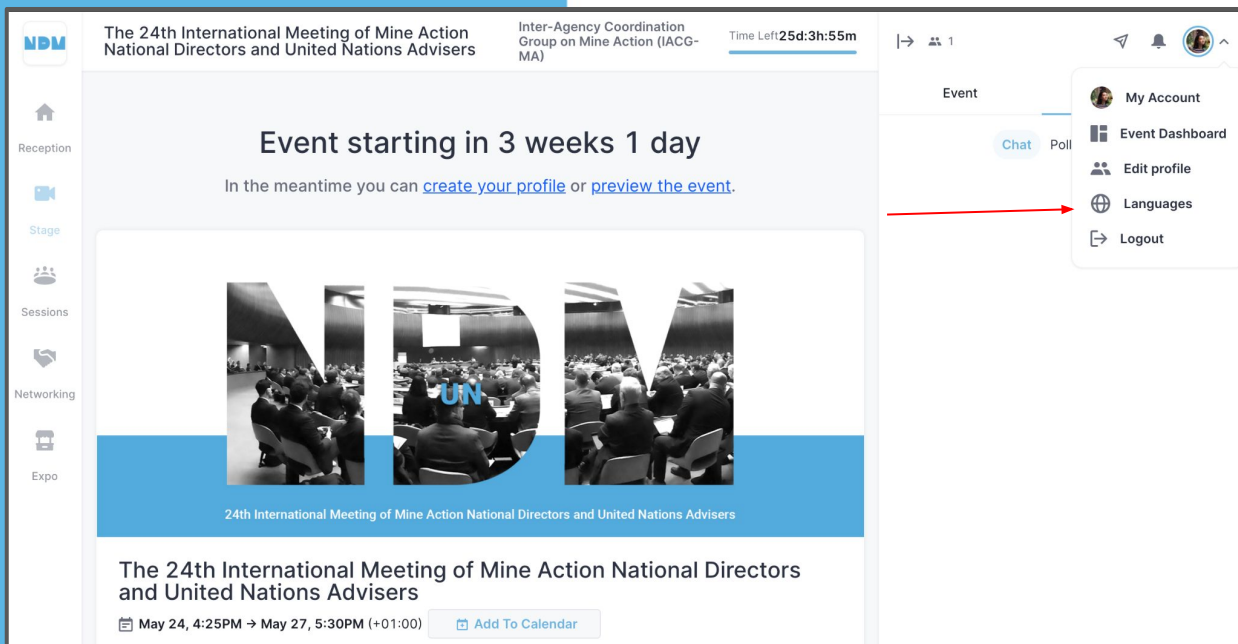 NDM
The 24th International Meeting of Mine Action
National Directors and United Nations Advisers
Inter-Agency Coordination
Group on Mine Action (IACG-
MA)
Time Left 25d:3h:55m
1
Reception
Stage
Sessions
Networking
Expo
Event starting in 3 weeks 1 day
In the meantime you can create your profile or preview the event.
NDM
UN
24th International Meeting of Mine Action National Directors and United Nations Advisers
The 24th International Meeting of Mine Action National Directors
and United Nations Advisers
May 24, 4:25PM → May 27, 5:30PM (+01:00)
Add To Calendar
Event
Chat
Poll
My Account
Event Dashboard
Edit profile
Languages
Logout